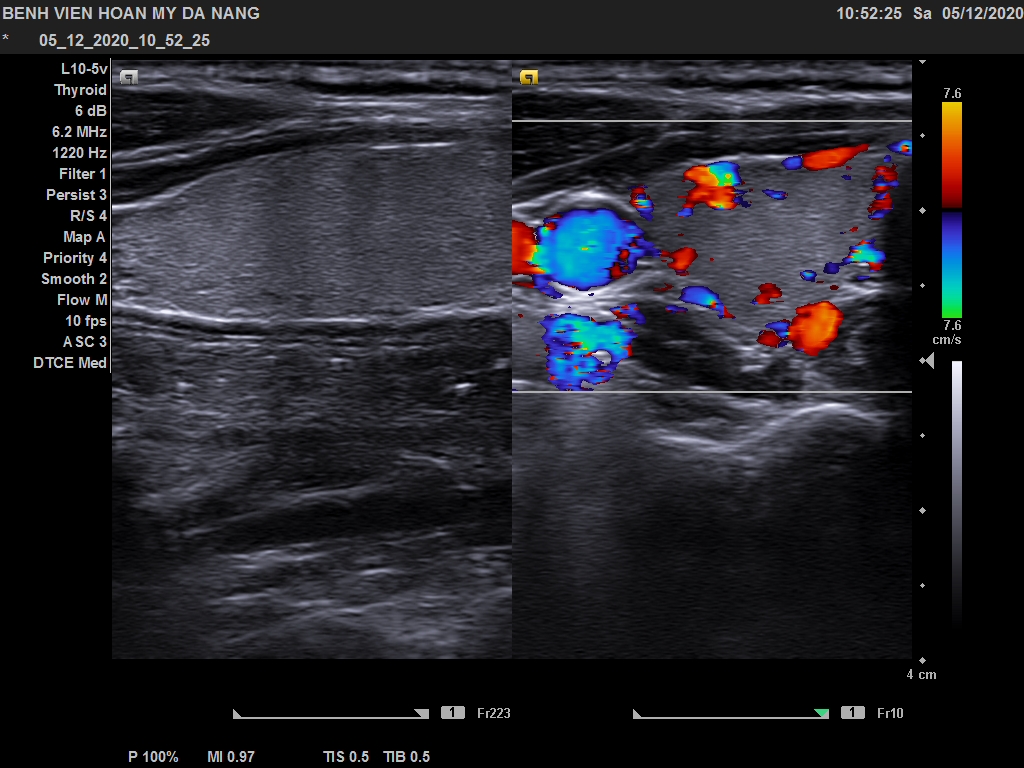 BENH VIEN HOAN MY DA NANG
10:52:25 Sa 05/12/2020
* 05_12_2020_10_52_25
L10-5v
Thyroid
6 dB
6.2 MHz
1220 Hz
Filter 1
Persist 3
R/S 4
Map A
Priority 4
Smooth 2
Flow M
10 fps
ASC 3
DTCE Med
7.6
7.6
cm/s
4 cm
1 Fr223
1 Fr10
P 100% MI 0.97 TIS 0.5 TIB 0.5